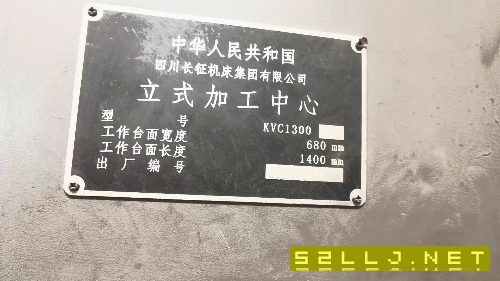 中华人民共和国
四川长征机床集团有限公司
立式加工中心
型 号 KVC1300
工作台面宽度 680 mm
工作台面长度 1400 mm
出 厂 编 号
52LLJ.NET